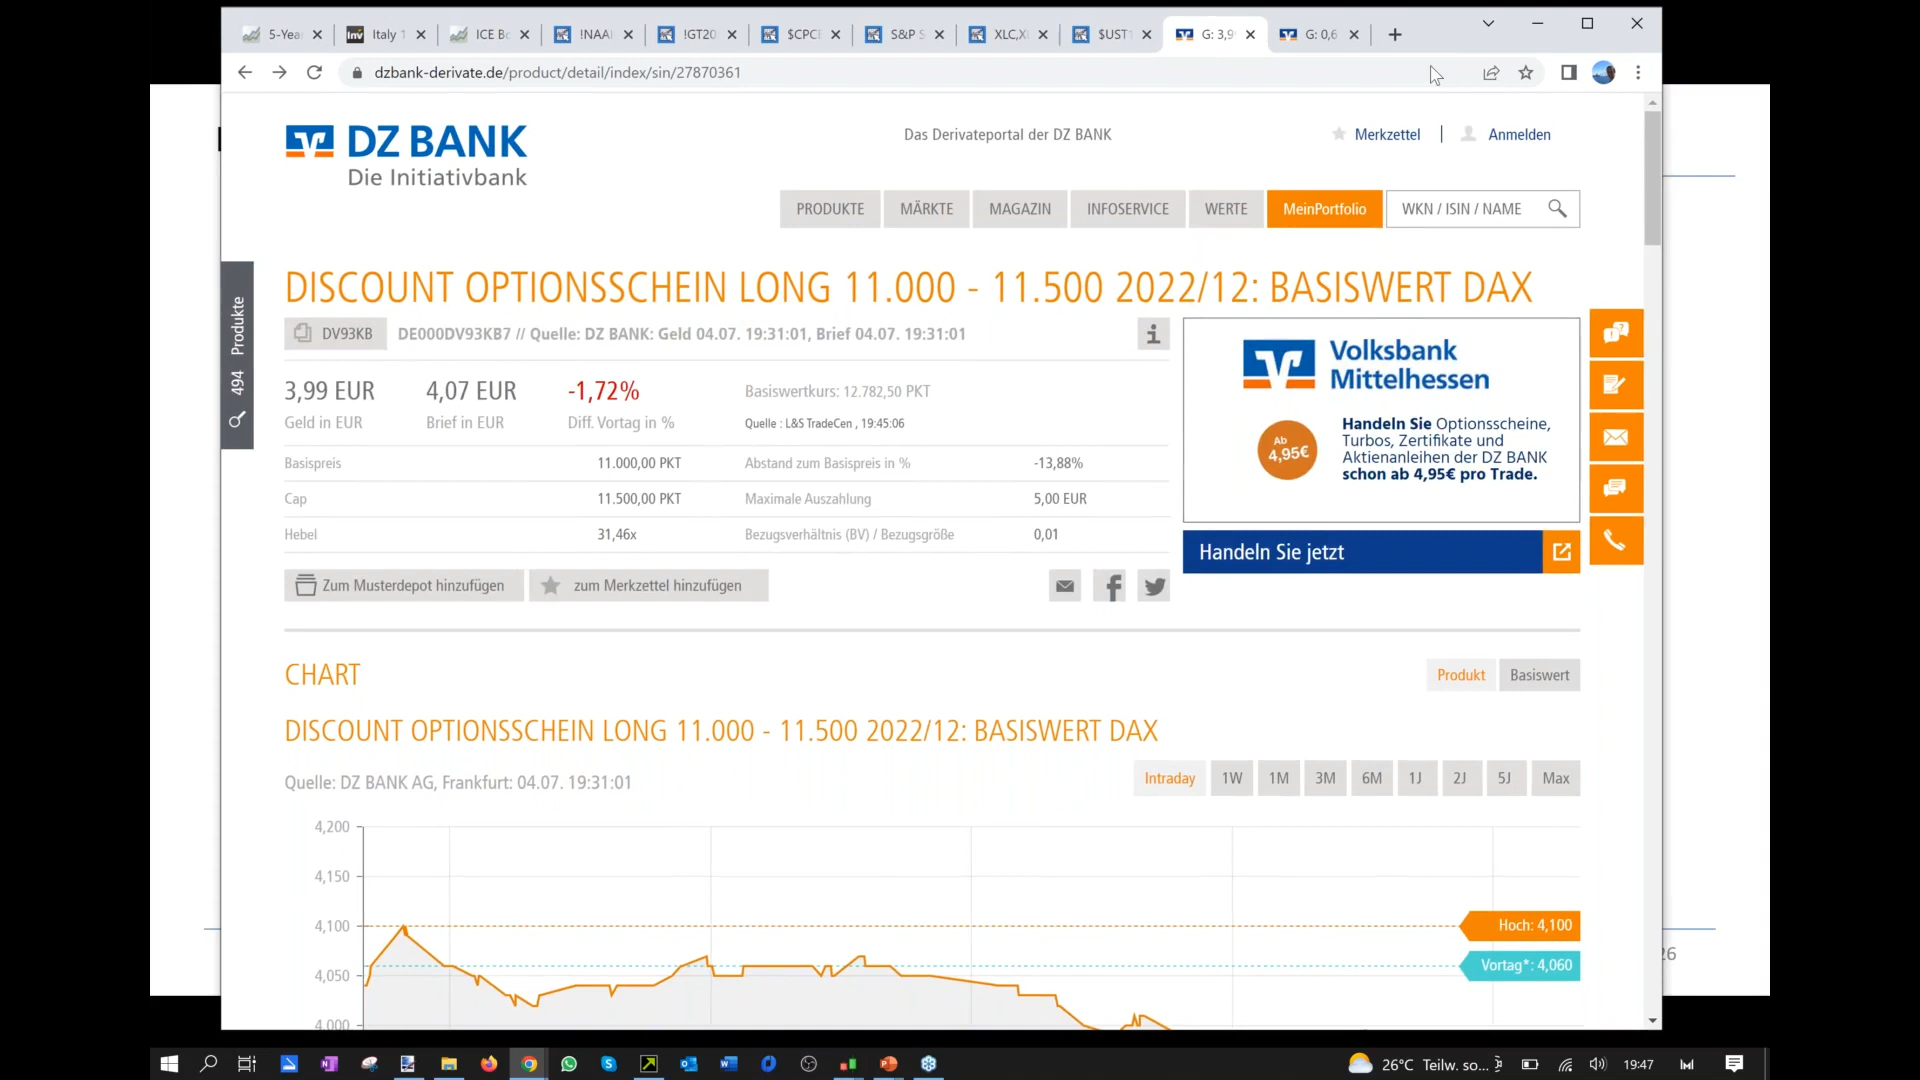 5-Yea
Italy 1
ICE Bo
!NAAI
!GT20
$CPCE
S&P S
XLC,XL
$UST1
G: 3,9
G: 0,6
dzbank-derivate.de/product/detail/index/sin/27870361
DZ BANK
Die Initiativbank
Das Derivateportal der DZ BANK
Merkzettel
Anmelden
PRODUKTE
MÄRKTE
MAGAZIN
INFOSERVICE
WERTE
MeinPortfolio
WKN / ISIN / NAME
494 Produkte
DISCOUNT OPTIONSSCHEIN LONG 11.000 - 11.500 2022/12: BASISWERT DAX
DV93KB
DE000DV93KB7 // Quelle: DZ BANK: Geld 04.07. 19:31:01, Brief 04.07. 19:31:01
3,99 EUR
4,07 EUR
-1,72%
Basiswertkurs: 12.782,50 PKT
Geld in EUR
Brief in EUR
Diff. Vortag in %
Quelle : L&S TradeCen , 19:45:06
Basispreis
11.000,00 PKT
Abstand zum Basispreis in %
-13,88%
Cap
11.500,00 PKT
Maximale Auszahlung
5,00 EUR
Hebel
31,46x
Bezugsverhältnis (BV) / Bezugsgröße
0,01
Volksbank
Mittelhessen
Ab
4,95€
Handeln Sie Optionsscheine,
Turbos, Zertifikate und
Aktienanleihen der DZ BANK
schon ab 4,95€ pro Trade.
Handeln Sie jetzt
Zum Musterdepot hinzufügen
zum Merkzettel hinzufügen
CHART
Produkt
Basiswert
DISCOUNT OPTIONSSCHEIN LONG 11.000 - 11.500 2022/12: BASISWERT DAX
Quelle: DZ BANK AG, Frankfurt: 04.07. 19:31:01
Intraday
1W
1M
3M
6M
1J
2J
5J
Max
4,200
4,150
4,100
4,050
4,000
Hoch: 4,100
Vortag*: 4,060
26
26°C Teilw. so...
19:47